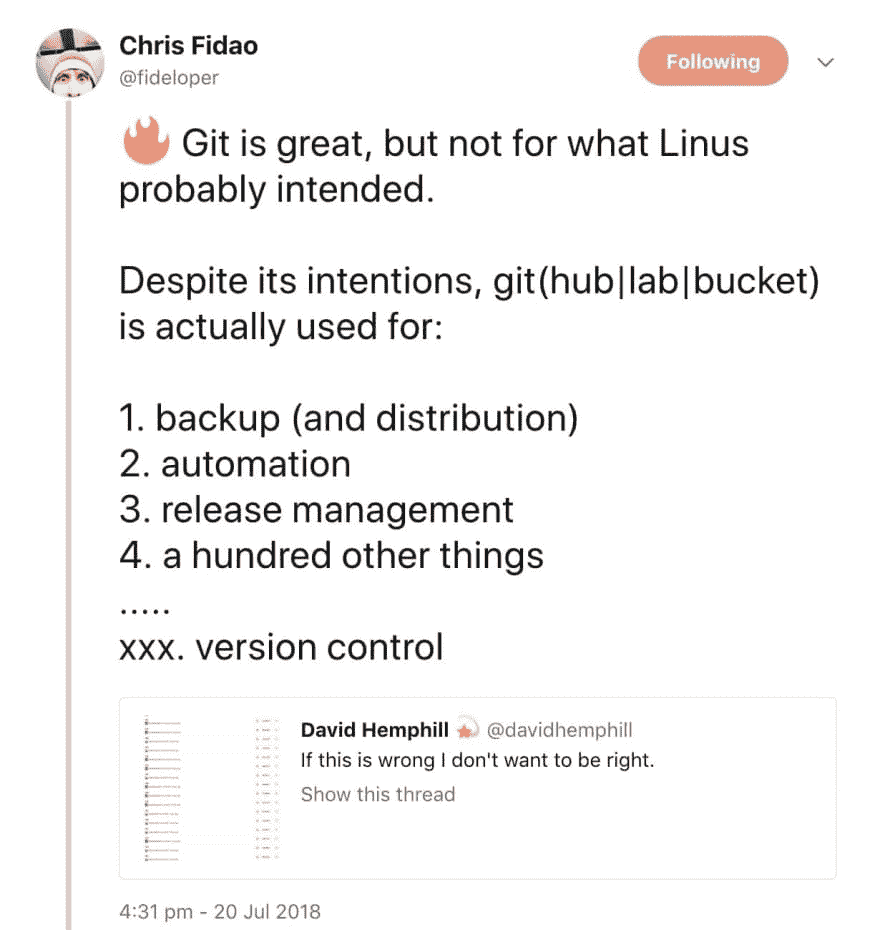 Chris Fidao
@fideloper
Following
Git is great, but not for what Linus
probably intended.
Despite its intentions, git(hub|lab|bucket)
is actually used for:
1. backup (and distribution)
2. automation
3. release management
4. a hundred other things
.....
xxx. version control
David Hemphill @davidhemphill
If this is wrong I don't want to be right.
Show this thread
4:31 pm - 20 Jul 2018